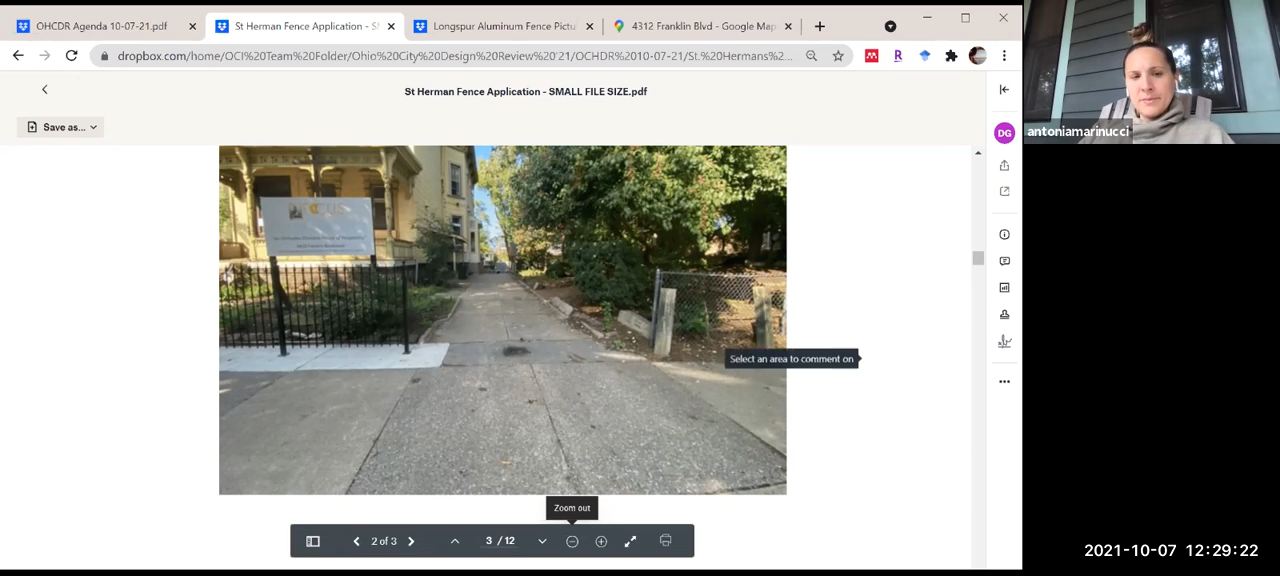 OHCDR Agenda 10-07-21.pdf
St Herman Fence Application - S
Longspur Aluminum Fence Pictu
4312 Franklin Blvd - Google Map
dropbox.com/home/OCI%20Team%20Folder/Ohio%20City%20Design%20Review%20'21/OCHDR%2010-07-21/St.%20Hermans%2...
St Herman Fence Application - SMALL FILE SIZE.pdf
Save as...
DG
antoniamarinucci
FOCUS
Select an area to comment on
Zoom out
2 of 3
3 / 12
2021-10-07 12:29:22